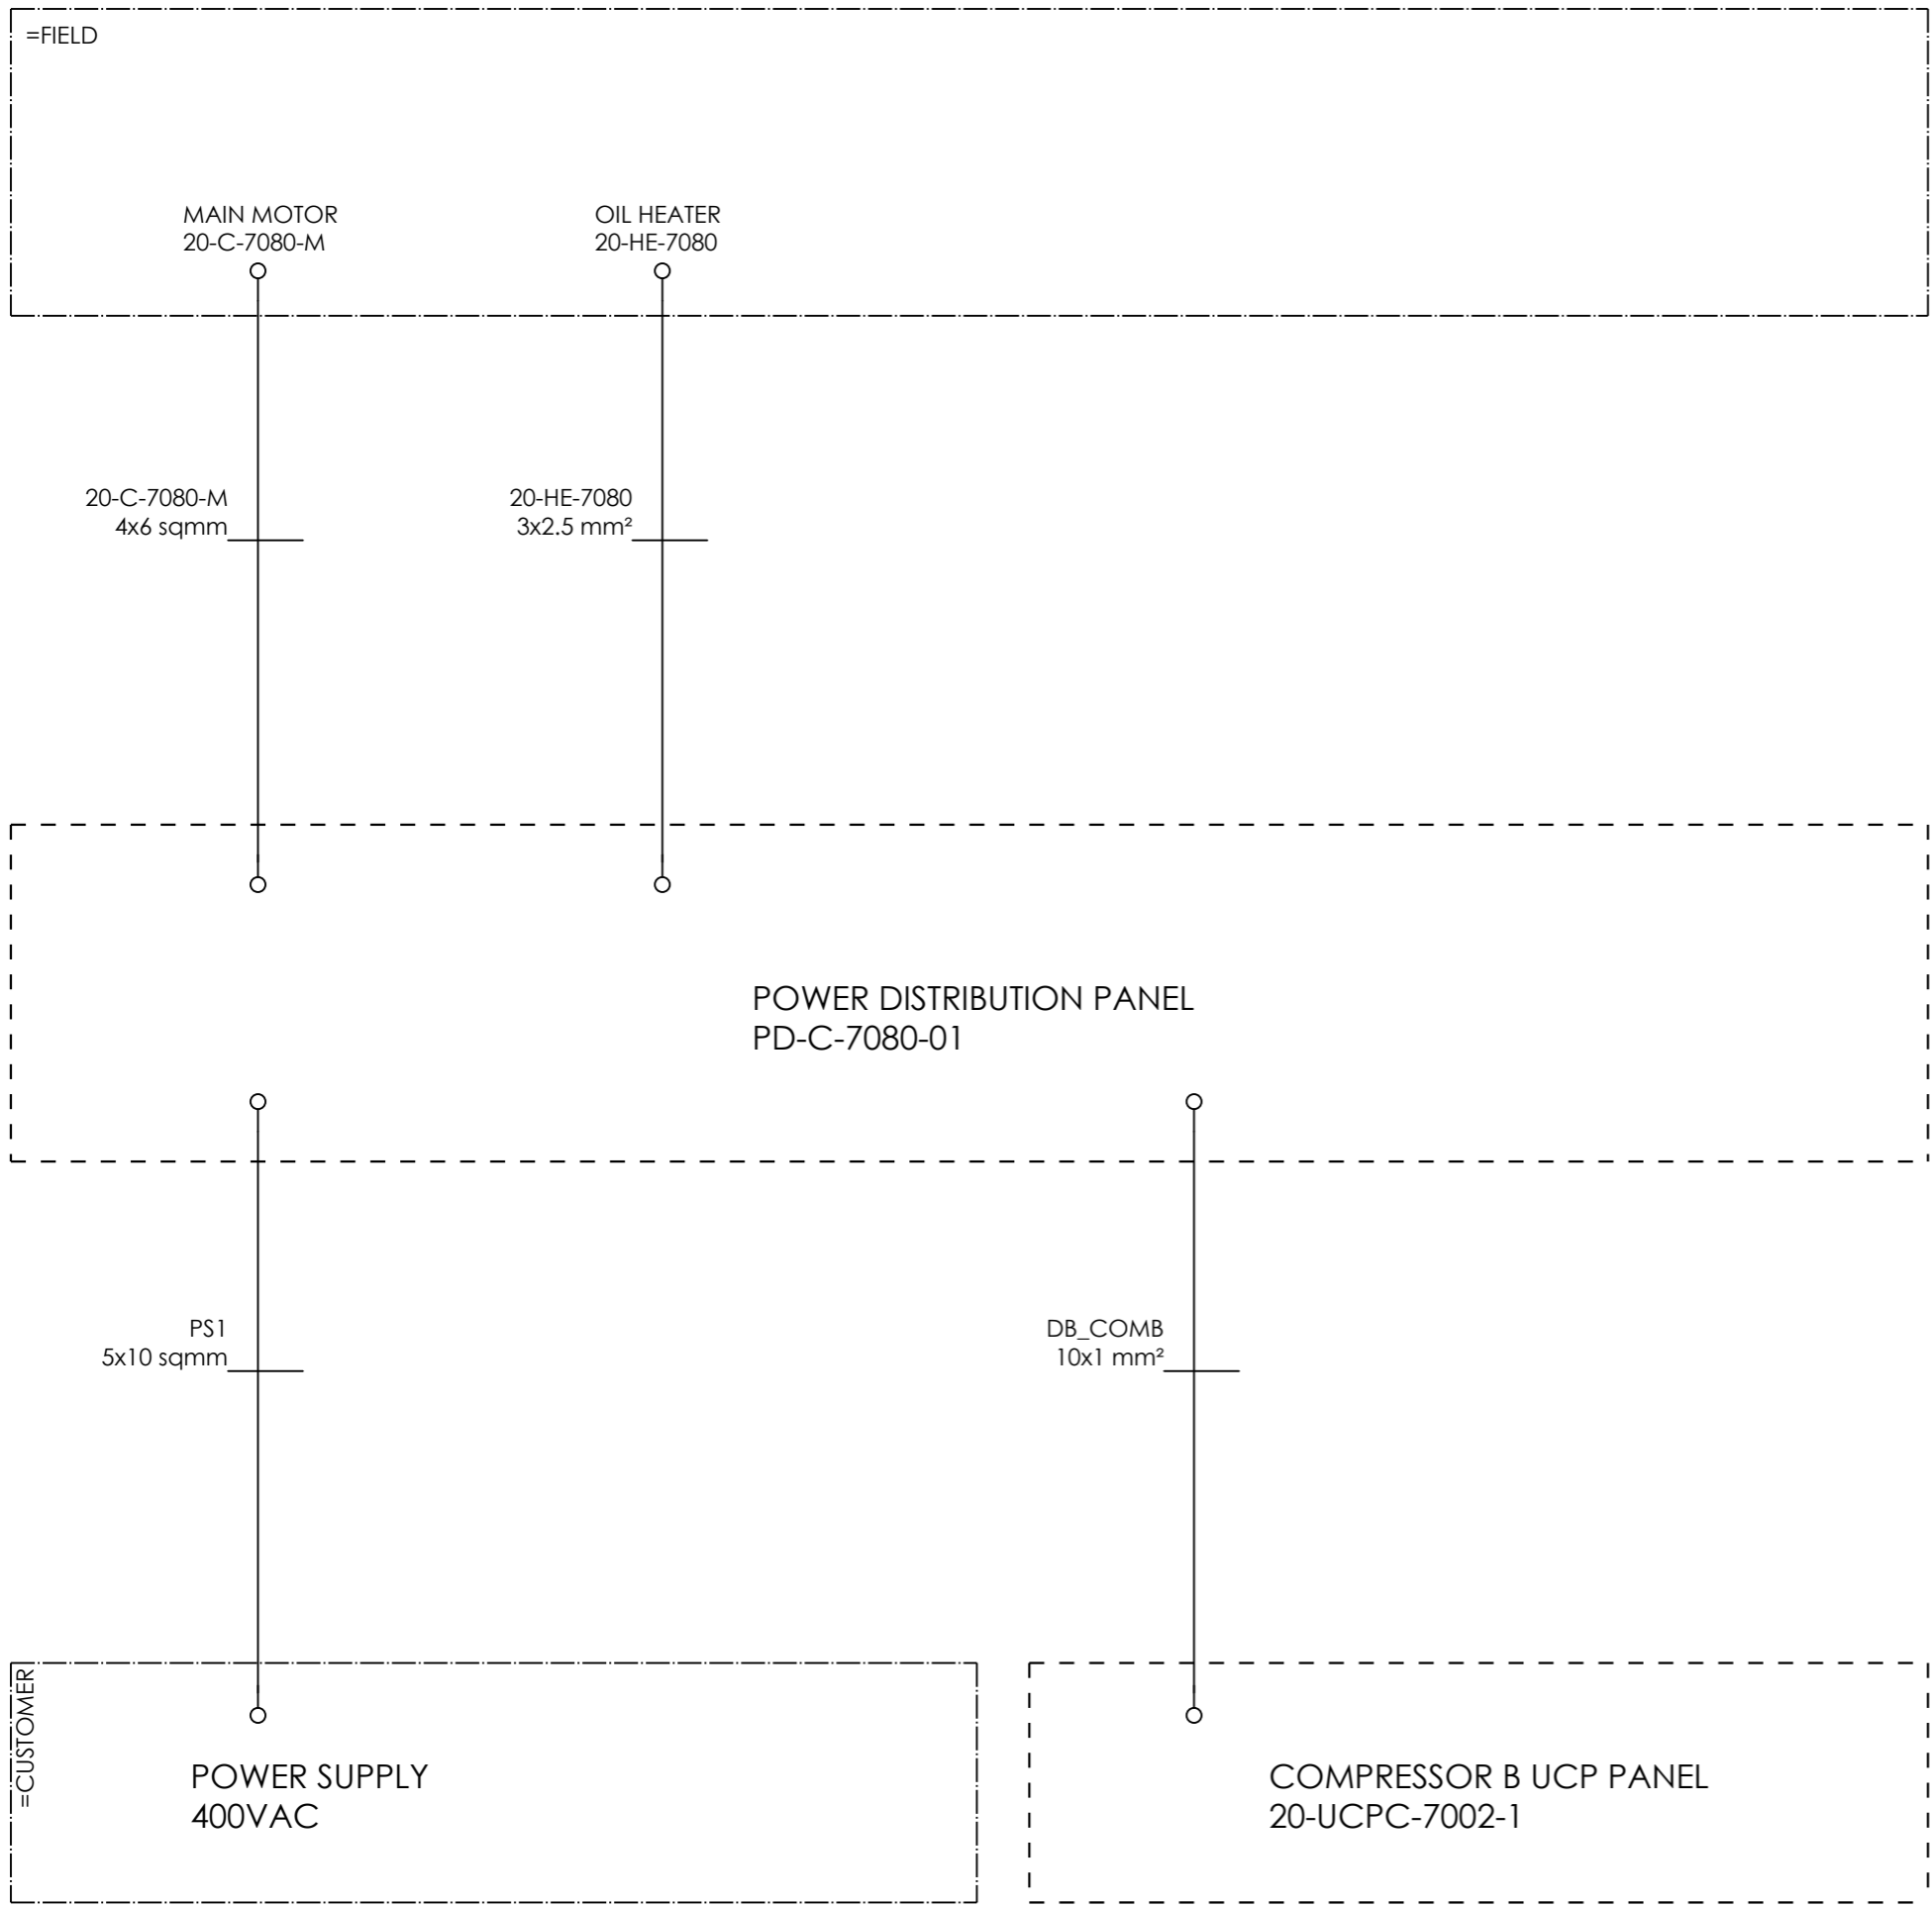 =FIELD
MAIN MOTOR
20-C-7080-M
OIL HEATER
20-HE-7080
20-C-7080-M
4x6 sqmm
20-HE-7080
3x2.5 mm²
POWER DISTRIBUTION PANEL
PD-C-7080-01
PS1
5x10 sqmm
DB_COMB
10x1 mm²
=CUSTOMER
POWER SUPPLY
400VAC
COMPRESSOR B UCP PANEL
20-UCPC-7002-1